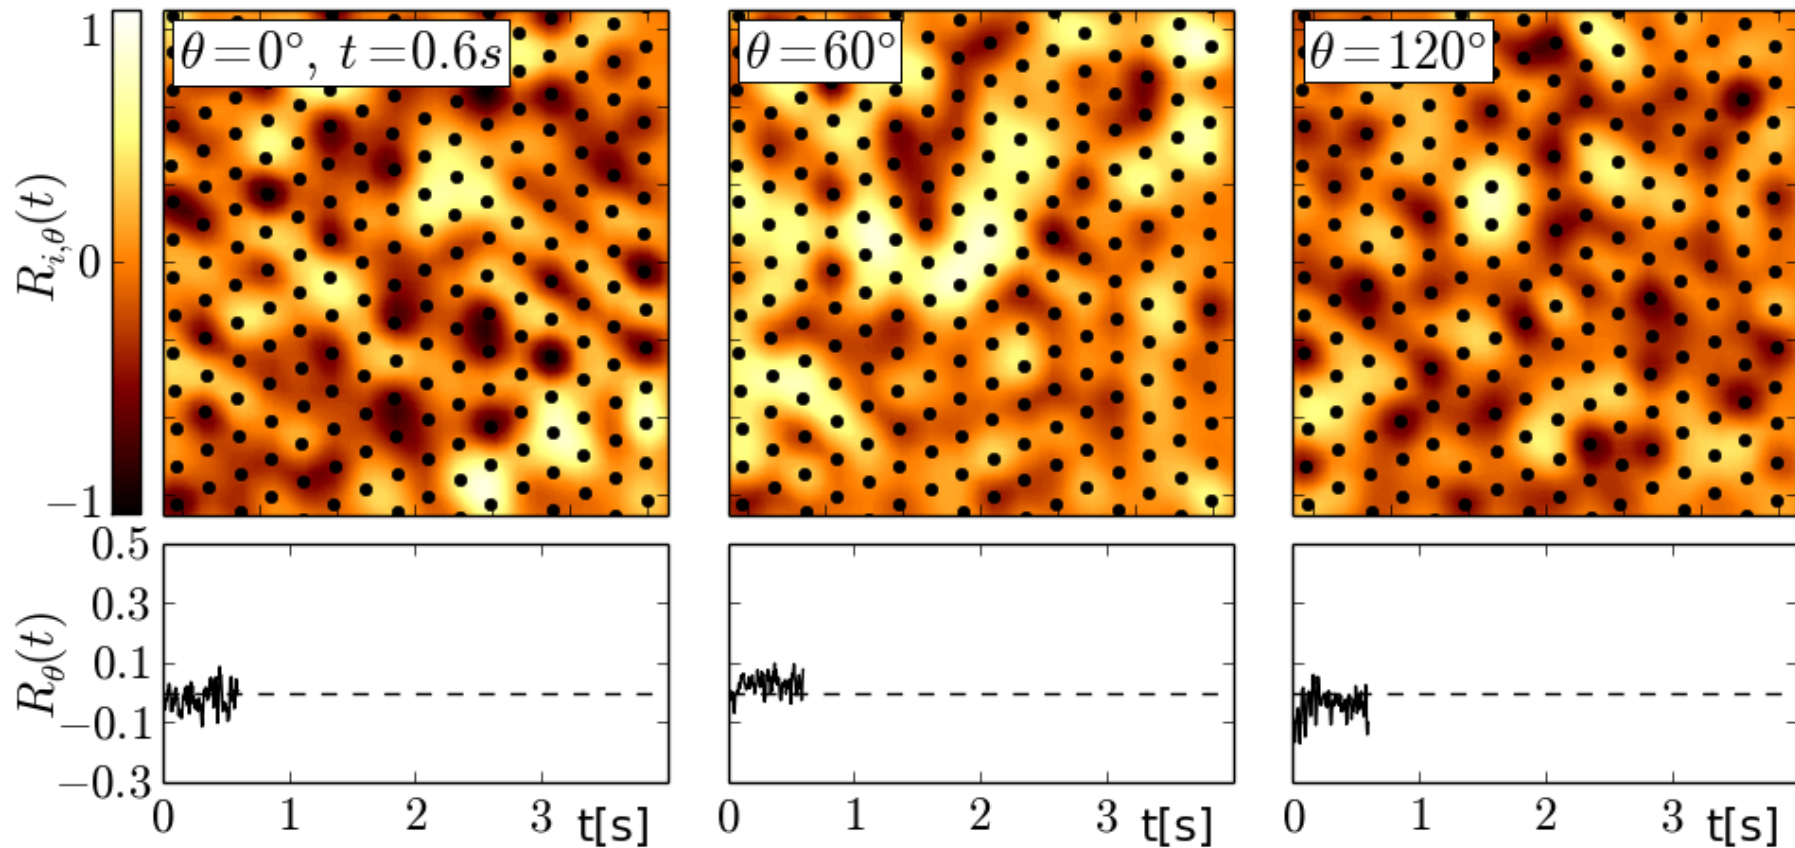 1
0
−1
R_{i,θ}(t)
θ=0°, t=0.6s
θ=60°
θ=120°
0.5
0.3
0.1
−0.1
−0.3
R_θ(t)
0 1 2 3 t[s]
0 1 2 3 t[s]
0 1 2 3 t[s]